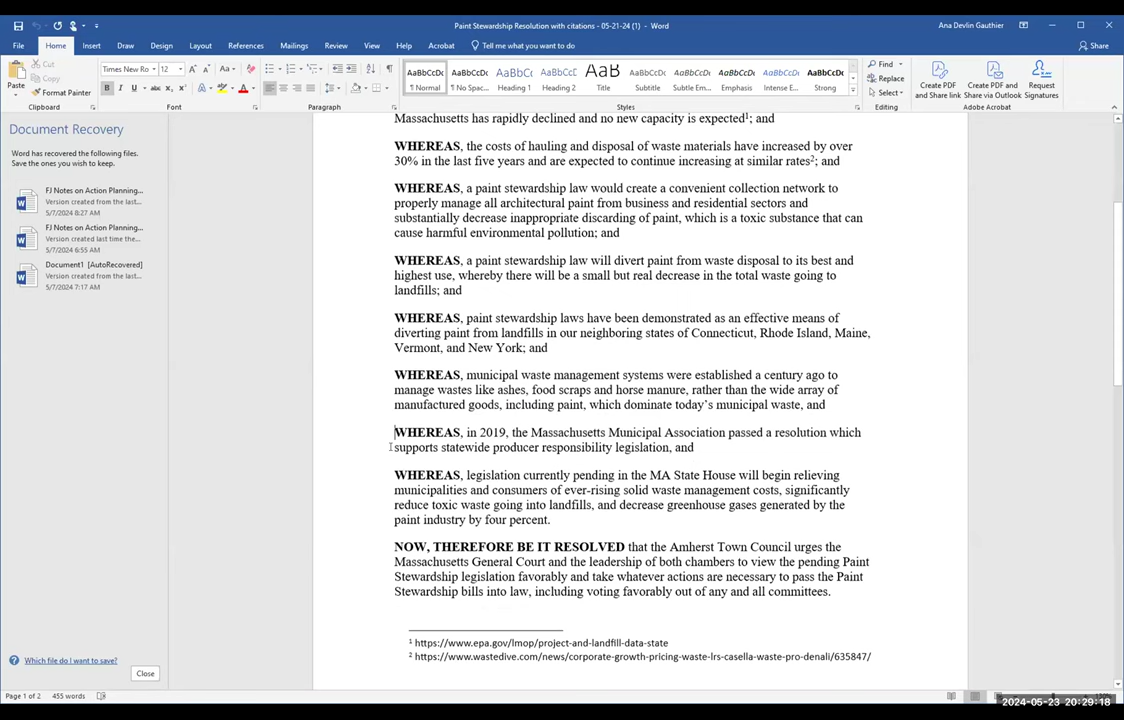 Paint Stewardship Resolution with citations - 05-21-24 (1) - Word
Ana Devlin Gauthier
File Home Insert Draw Design Layout References Mailings Review View Help Acrobat Tell me what you want to do
Share
Paste
Cut
Copy
Format Painter
Clipboard
Times New Ro 12
Font
Paragraph
AaBbCcDc AaBbCcDc AaBbC AaBbCcC AaB AaBbCcD AaBbCcDc AaBbCcDc AaBbCcDc AaBbCcDc
¶ Normal ¶ No Spac... Heading 1 Heading 2 Title Subtitle Subtle Em... Emphasis Intense E... Strong
Styles
Find
Replace
Select
Editing
Create PDF and Share link
Create PDF and Share via Outlook
Request Signatures
Adobe Acrobat
Document Recovery
Word has recovered the following files.
Save the ones you wish to keep.
FJ Notes on Action Planning...
Version created from the last...
5/7/2024 8:27 AM
FJ Notes on Action Planning...
Version created last time the...
5/7/2024 6:55 AM
Document1 [AutoRecovered]
Version created from the last...
5/7/2024 7:17 AM
Which file do I want to save?
Close
Massachusetts has rapidly declined and no new capacity is expected¹; and
WHEREAS, the costs of hauling and disposal of waste materials have increased by over
30% in the last five years and are expected to continue increasing at similar rates²; and
WHEREAS, a paint stewardship law would create a convenient collection network to
properly manage all architectural paint from business and residential sectors and
substantially decrease inappropriate discarding of paint, which is a toxic substance that can
cause harmful environmental pollution; and
WHEREAS, a paint stewardship law will divert paint from waste disposal to its best and
highest use, whereby there will be a small but real decrease in the total waste going to
landfills; and
WHEREAS, paint stewardship laws have been demonstrated as an effective means of
diverting paint from landfills in our neighboring states of Connecticut, Rhode Island, Maine,
Vermont, and New York; and
WHEREAS, municipal waste management systems were established a century ago to
manage wastes like ashes, food scraps and horse manure, rather than the wide array of
manufactured goods, including paint, which dominate today's municipal waste, and
WHEREAS, in 2019, the Massachusetts Municipal Association passed a resolution which
supports statewide producer responsibility legislation, and
WHEREAS, legislation currently pending in the MA State House will begin relieving
municipalities and consumers of ever-rising solid waste management costs, significantly
reduce toxic waste going into landfills, and decrease greenhouse gases generated by the
paint industry by four percent.
NOW, THEREFORE BE IT RESOLVED that the Amherst Town Council urges the
Massachusetts General Court and the leadership of both chambers to view the pending Paint
Stewardship legislation favorably and take whatever actions are necessary to pass the Paint
Stewardship bills into law, including voting favorably out of any and all committees.
¹ https://www.epa.gov/lmop/project-and-landfill-data-state
² https://www.wastedive.com/news/corporate-growth-pricing-waste-lrs-casella-waste-pro-denali/635847/
Page 1 of 2 455 words
2024-05-23 20:29:18